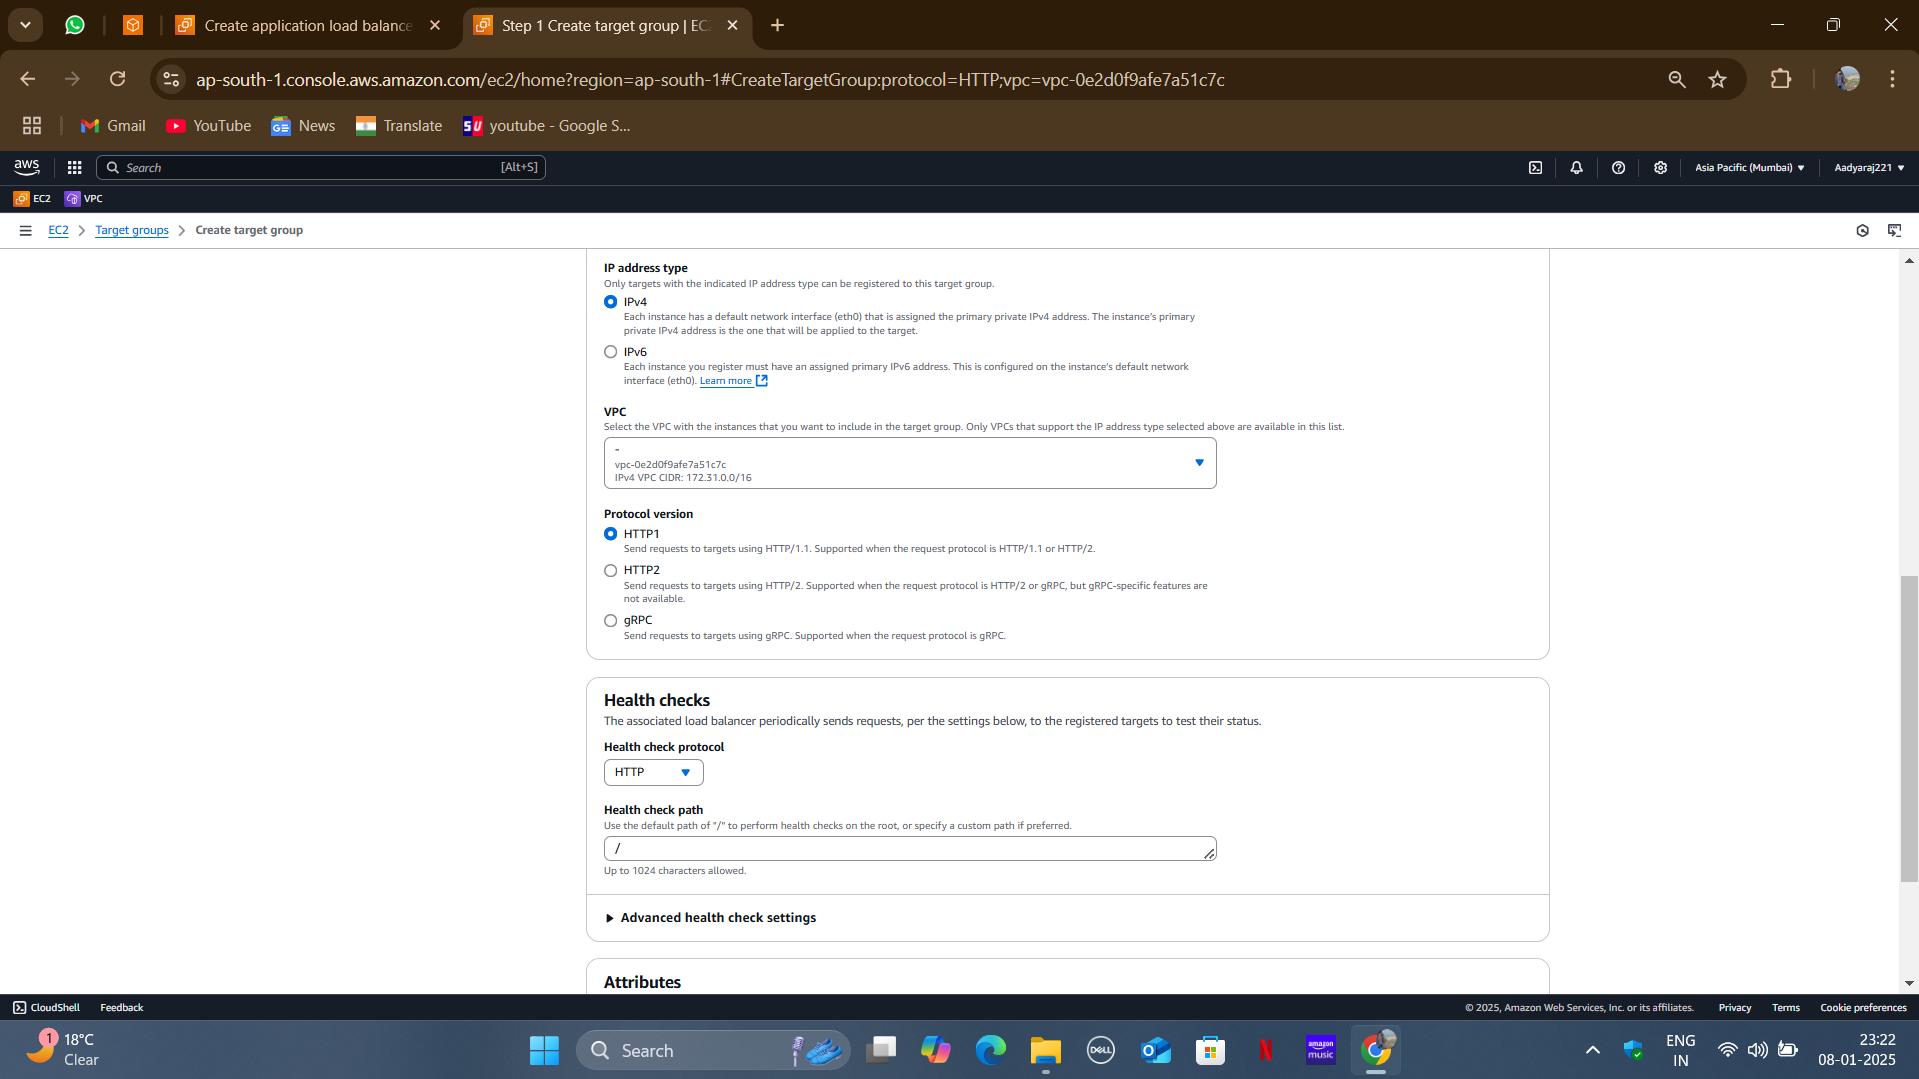 Create application load balance
Step 1 Create target group | EC
ap-south-1.console.aws.amazon.com/ec2/home?region=ap-south-1#CreateTargetGroup:protocol=HTTP;vpc=vpc-0e2d0f9afe7a51c7c
Gmail
YouTube
News
Translate
SU
youtube - Google S...
aws
Search
[Alt+S]
Asia Pacific (Mumbai)
Aadyaraj221
EC2
VPC
EC2
Target groups
Create target group
IP address type
Only targets with the indicated IP address type can be registered to this target group.
IPv4
Each instance has a default network interface (eth0) that is assigned the primary private IPv4 address. The instance's primary
private IPv4 address is the one that will be applied to the target.
IPv6
Each instance you register must have an assigned primary IPv6 address. This is configured on the instance's default network
interface (eth0). Learn more
VPC
Select the VPC with the instances that you want to include in the target group. Only VPCs that support the IP address type selected above are available in this list.
-
vpc-0e2d0f9afe7a51c7c
IPv4 VPC CIDR: 172.31.0.0/16
Protocol version
HTTP1
Send requests to targets using HTTP/1.1. Supported when the request protocol is HTTP/1.1 or HTTP/2.
HTTP2
Send requests to targets using HTTP/2. Supported when the request protocol is HTTP/2 or gRPC, but gRPC-specific features are
not available.
gRPC
Send requests to targets using gRPC. Supported when the request protocol is gRPC.
Health checks
The associated load balancer periodically sends requests, per the settings below, to the registered targets to test their status.
Health check protocol
HTTP
Health check path
Use the default path of "/" to perform health checks on the root, or specify a custom path if preferred.
/
Up to 1024 characters allowed.
Advanced health check settings
Attributes
CloudShell
Feedback
© 2025, Amazon Web Services, Inc. or its affiliates.
Privacy
Terms
Cookie preferences
1
18°C
Clear
Search
DELL
amazon
music
ENG
IN
23:22
08-01-2025